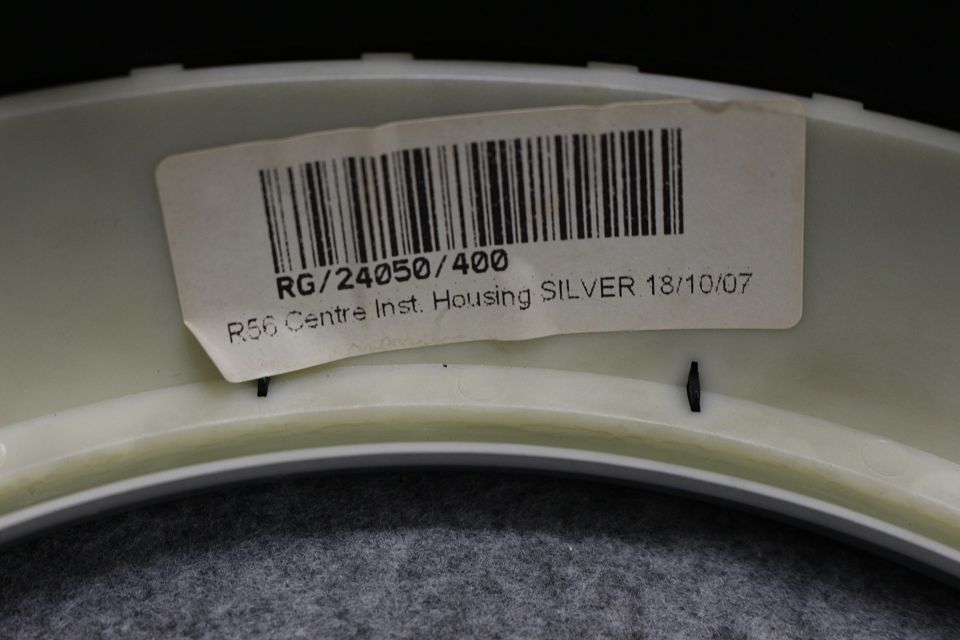 RG/24050/400
R56 Centre Inst. Housing SILVER 18/10/07